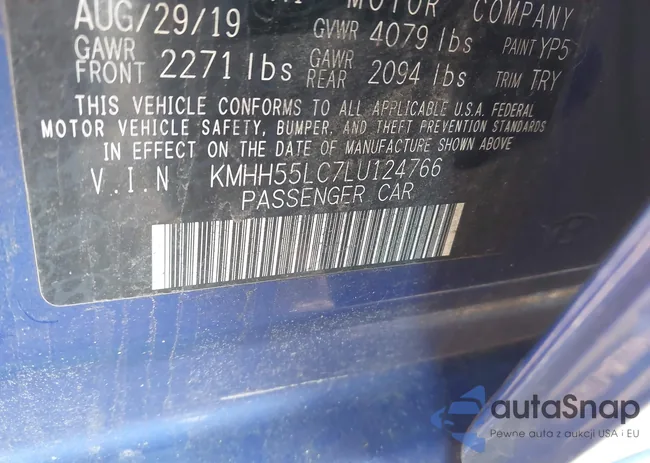 MOTOR COMPANY
AUG/29/19 GVWR 4079 lbs PAINT YP5
GAWR FRONT 2271 lbs GAWR REAR 2094 lbs TRIM TRY
THIS VEHICLE CONFORMS TO ALL APPLICABLE U.S.A. FEDERAL
MOTOR VEHICLE SAFETY, BUMPER, AND THEFT PREVENTION STANDARDS
IN EFFECT ON THE DATE OF MANUFACTURE SHOWN ABOVE
V.I.N KMHH55LC7LU124766
PASSENGER CAR
autaSnap
Pewne auta z aukcji USA i EU